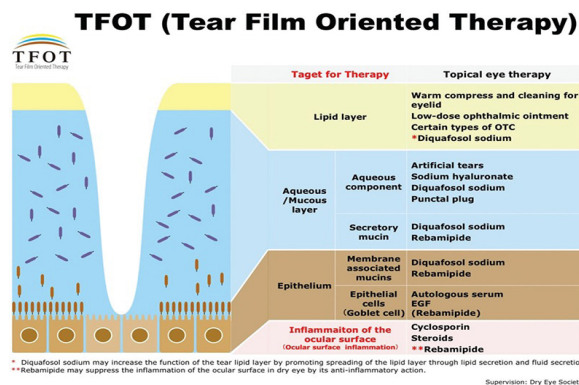 TFOT (Tear Film Oriented Therapy)
TFOT
Tear Film Oriented Therapy
Taget for Therapy
Topical eye therapy
Lipid layer
Warm compress and cleaning for
eyelid
Low-dose ophthalmic ointment
Certain types of OTC
*Diquafosol sodium
Aqueous
/Mucous
layer
Aqueous
component
Artificial tears
Sodium hyaluronate
Diquafosol sodium
Punctal plug
Secretory
mucin
Diquafosol sodium
Rebamipide
Epithelium
Membrane
associated
mucins
Diquafosol sodium
Rebamipide
Epithelial
cells
(Goblet cell)
Autologous serum
EGF
(Rebamipide)
Inflammaiton of the
ocular surface
(Ocular surface inflammation)
Cyclosporin
Steroids
**Rebamipide
* Diquafosol sodium may increase the function of the tear lipid layer by promoting spreading of the lipid layer through lipid secretion and fluid secretio
**Rebamipide may suppress the inflammation of the ocular surface in dry eye by its anti-inflammatory action.
Supervision: Dry Eye Societ